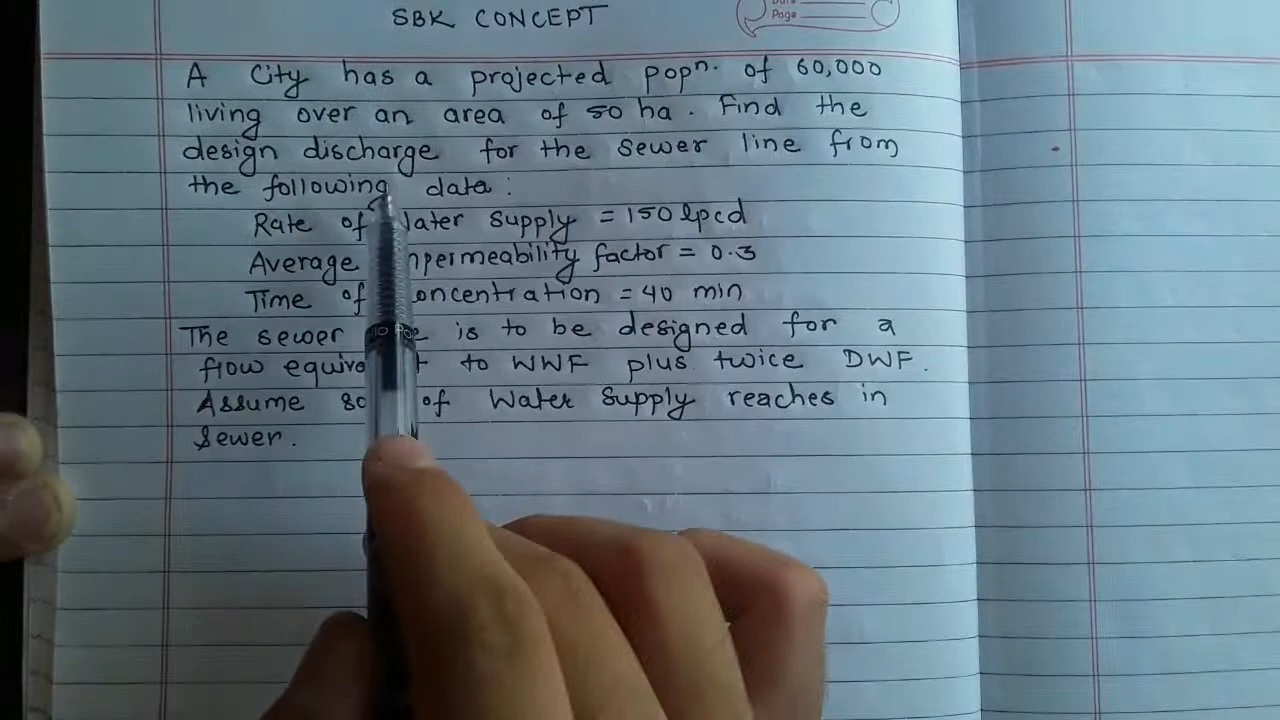 SBK CONCEPT
Page
A City has a projected popn. of 60,000
living over an area of 50 ha. Find the
design discharge for the sewer line from
the following data:
Rate of Water Supply = 150 lpcd
Average mpermeability factor = 0.3
Time of oncentration = 40 min
The sewer is to be designed for a
flow equiva to WWF plus twice DWF.
Assume 80 of Water Supply reaches in
Sewer.